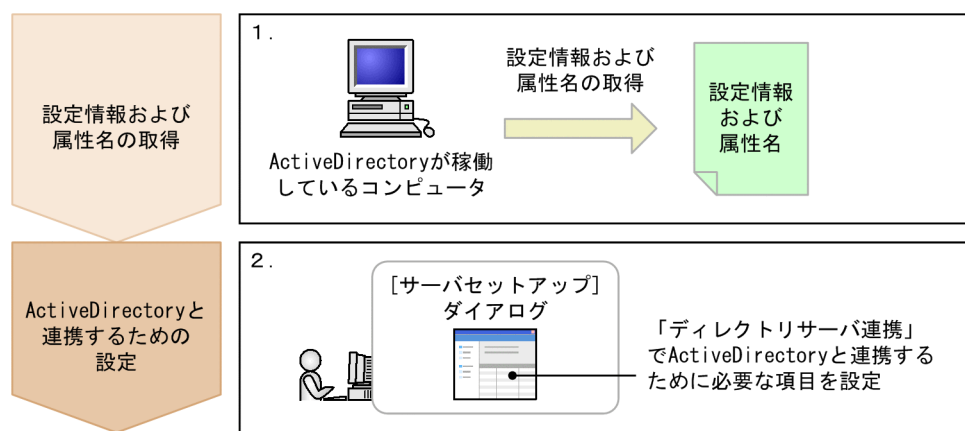 設定情報および
属性名の取得
1.
ActiveDirectoryが稼働
しているコンピュータ
設定情報および
属性名の取得
設定情報
および
属性名
ActiveDirectoryと
連携するための
設定
2.
[サーバセットアップ]
ダイアログ
「ディレクトリサーバ連携」
でActiveDirectoryと連携する
ために必要な項目を設定